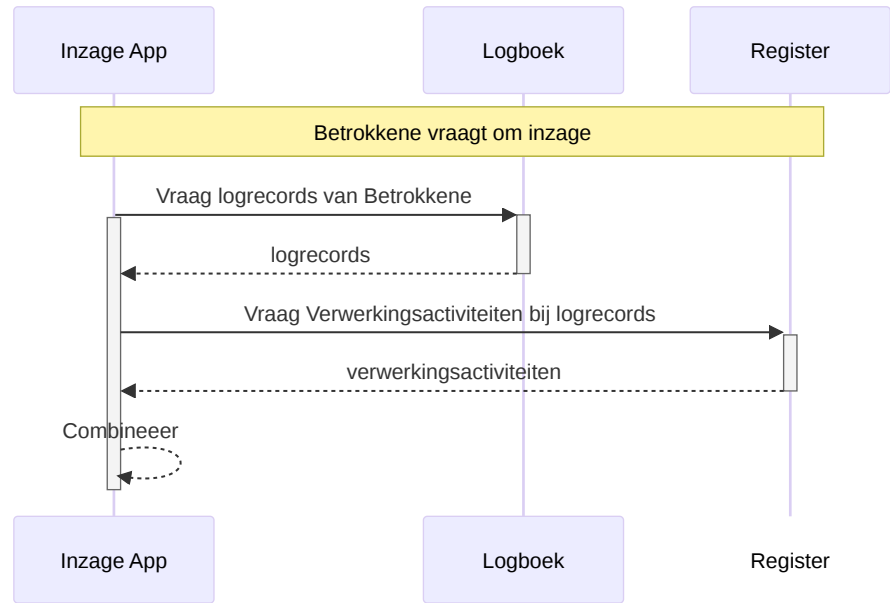 Inzage App
Logboek
Register
Betrokkene vraagt om inzage
Vraag logrecords van Betrokkene
logrecords
Vraag Verwerkingsactiviteiten bij logrecords
verwerkingsactiviteiten
Combineeer
Inzage App
Logboek
Register